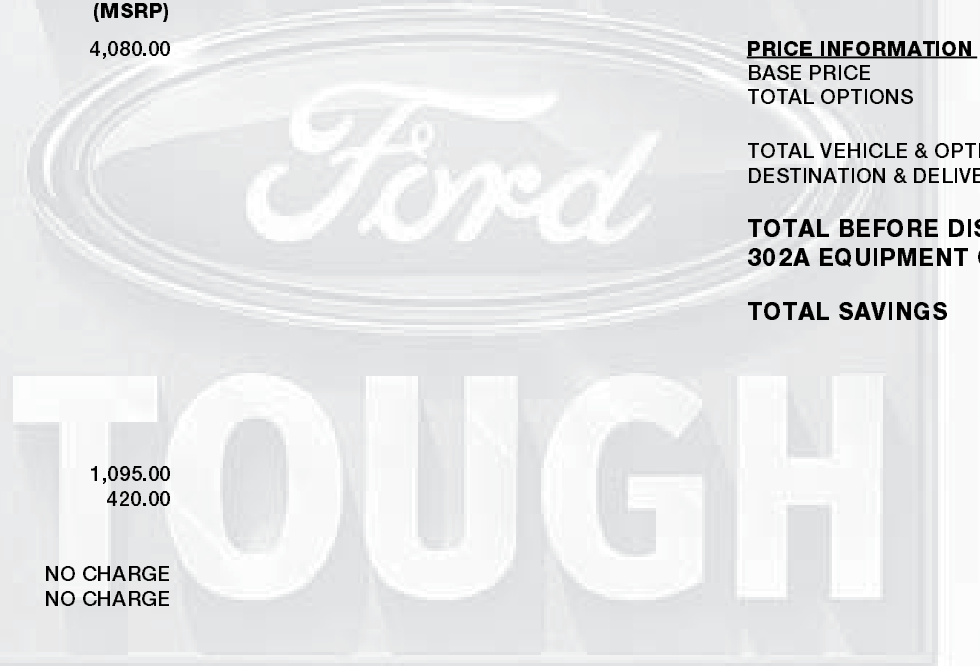 (MSRP)
4,080.00
1,095.00
420.00
NO CHARGE
NO CHARGE
PRICE INFORMATION
BASE PRICE
TOTAL OPTIONS
TOTAL VEHICLE & OPTI
DESTINATION & DELIVE
TOTAL BEFORE DIS
302A EQUIPMENT
TOTAL SAVINGS
Ford
TOUGH